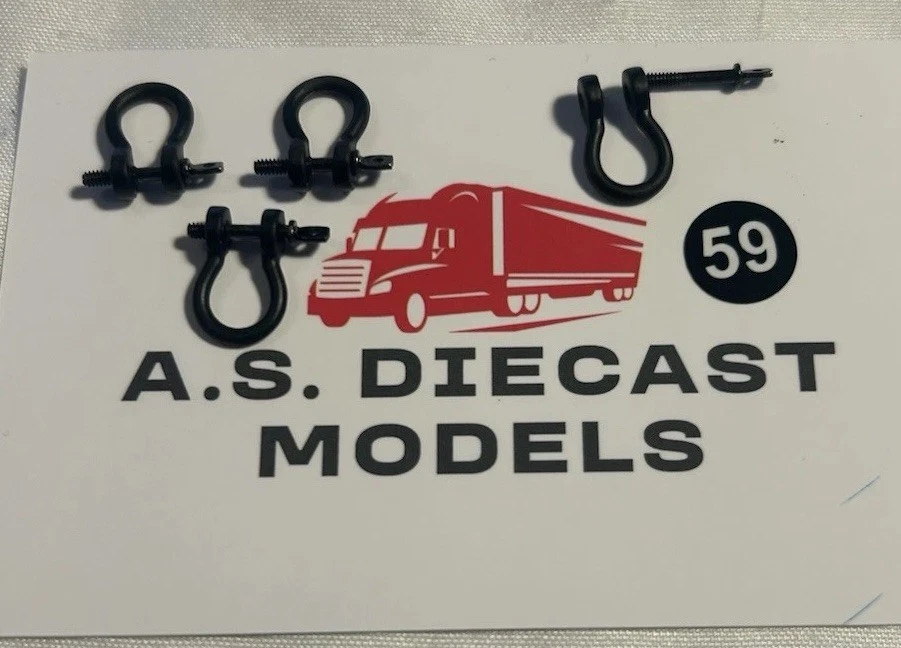 59
A.S. DIECAST
MODELS